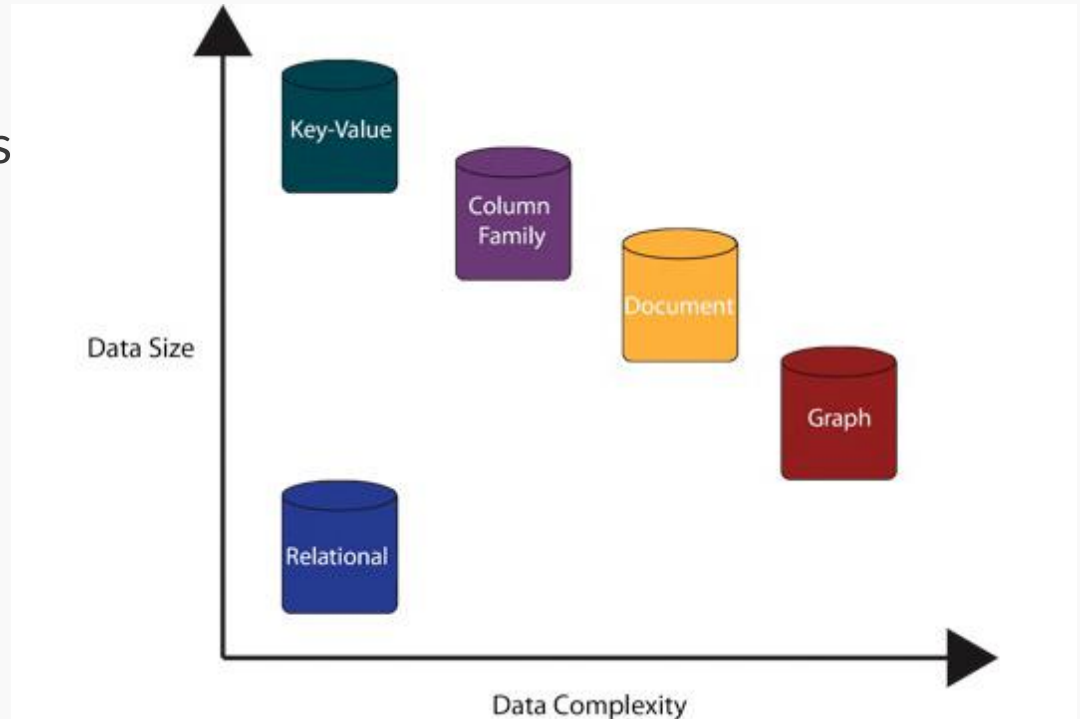 Key-Value
s
Column
Family
Document
Data Size
Graph
Relational
Data Complexity